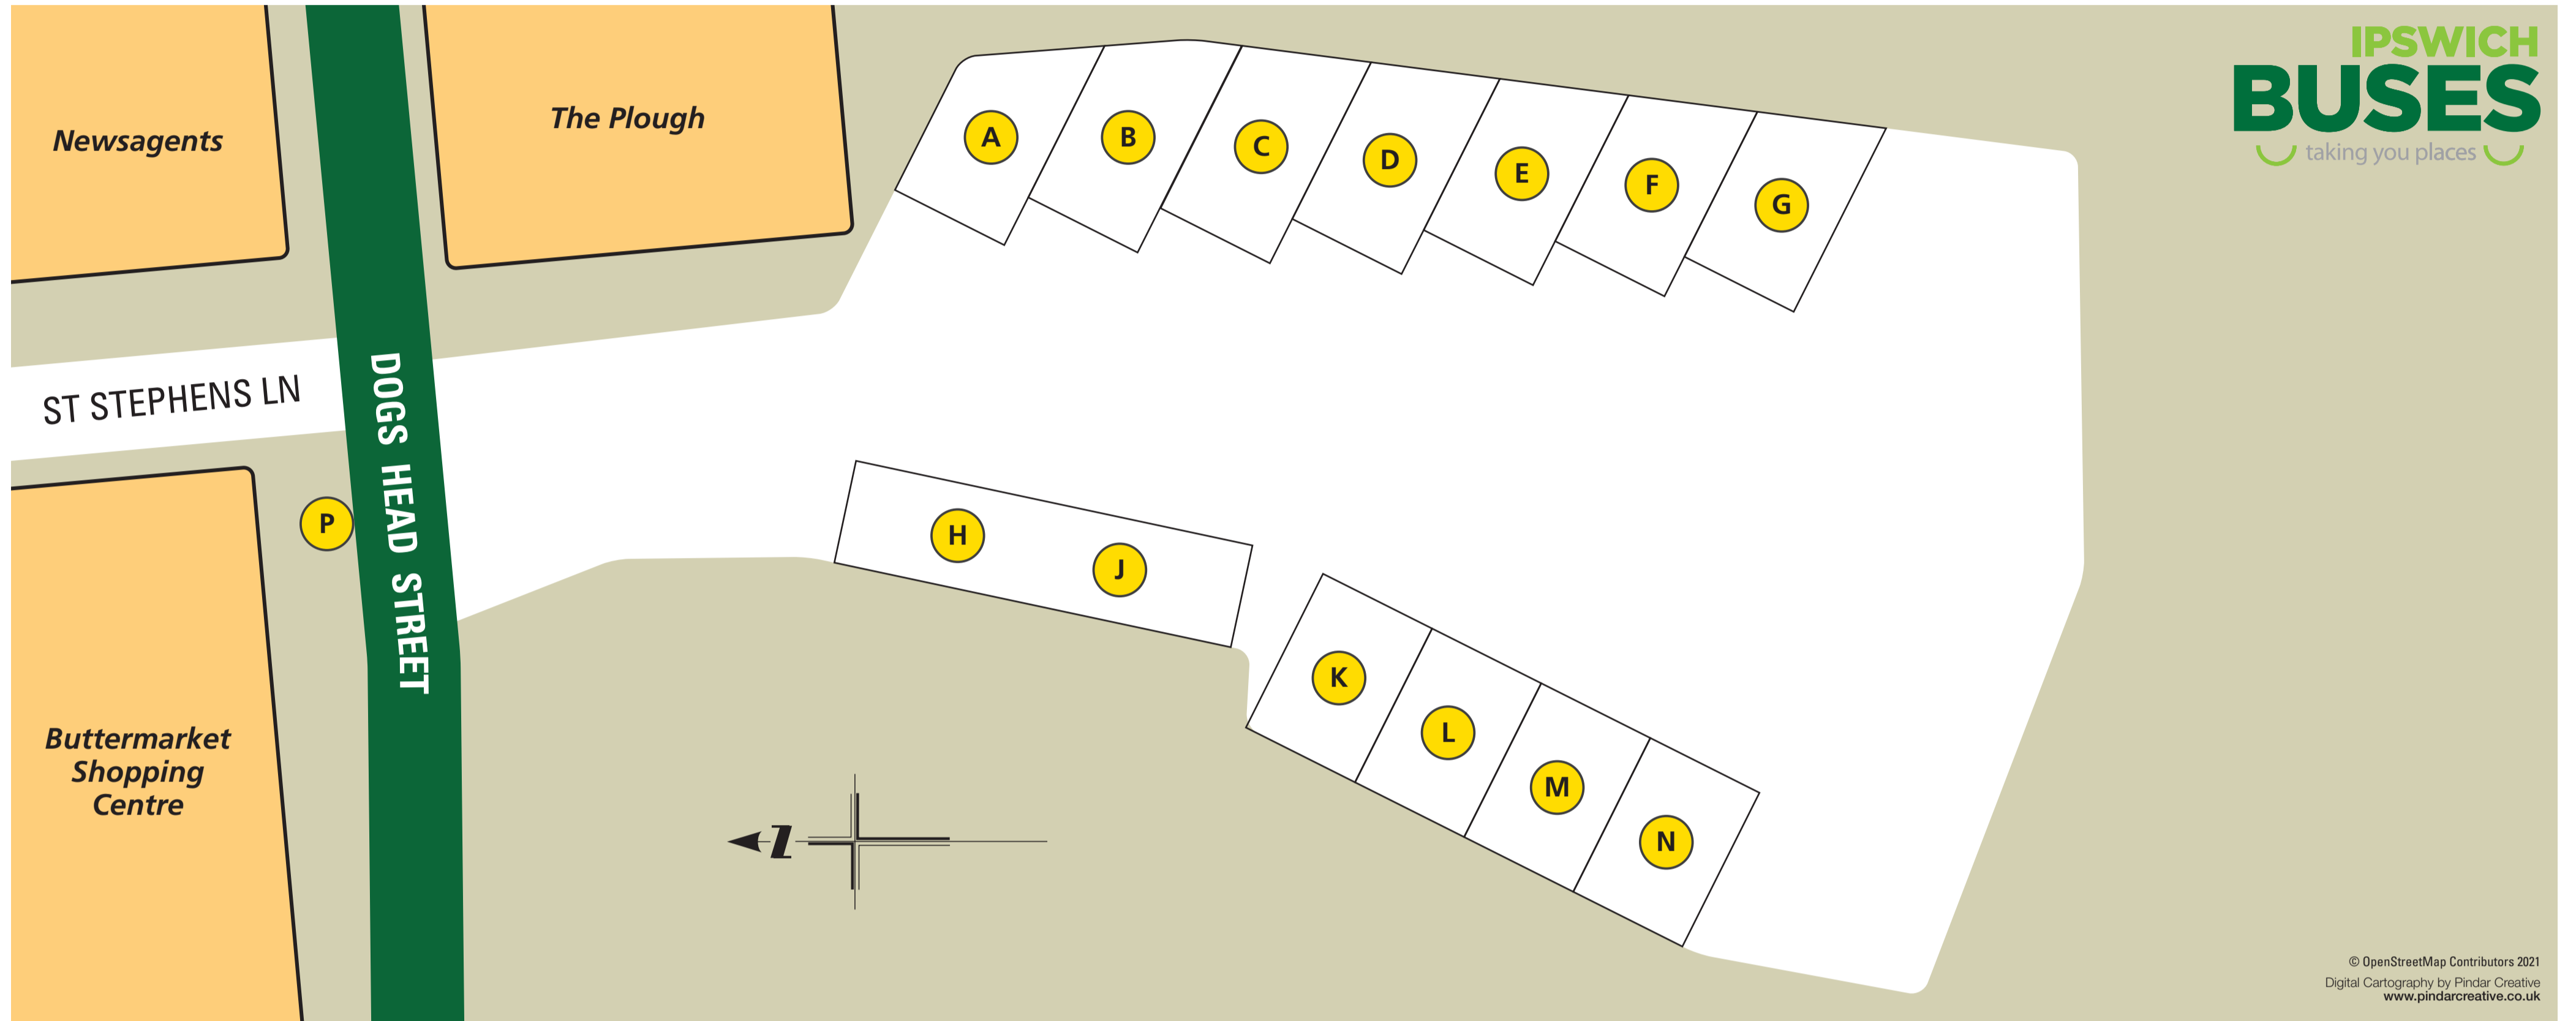 IPSWICH
BUSES
taking you places
Newsagents
The Plough
A
B
C
D
E
F
G
ST STEPHENS LN
DOGS HEAD STREET
P
H
J
K
L
M
N
Buttermarket
Shopping
Centre
N
© OpenStreetMap Contributors 2021
Digital Cartography by Pindar Creative
www.pindarcreative.co.uk